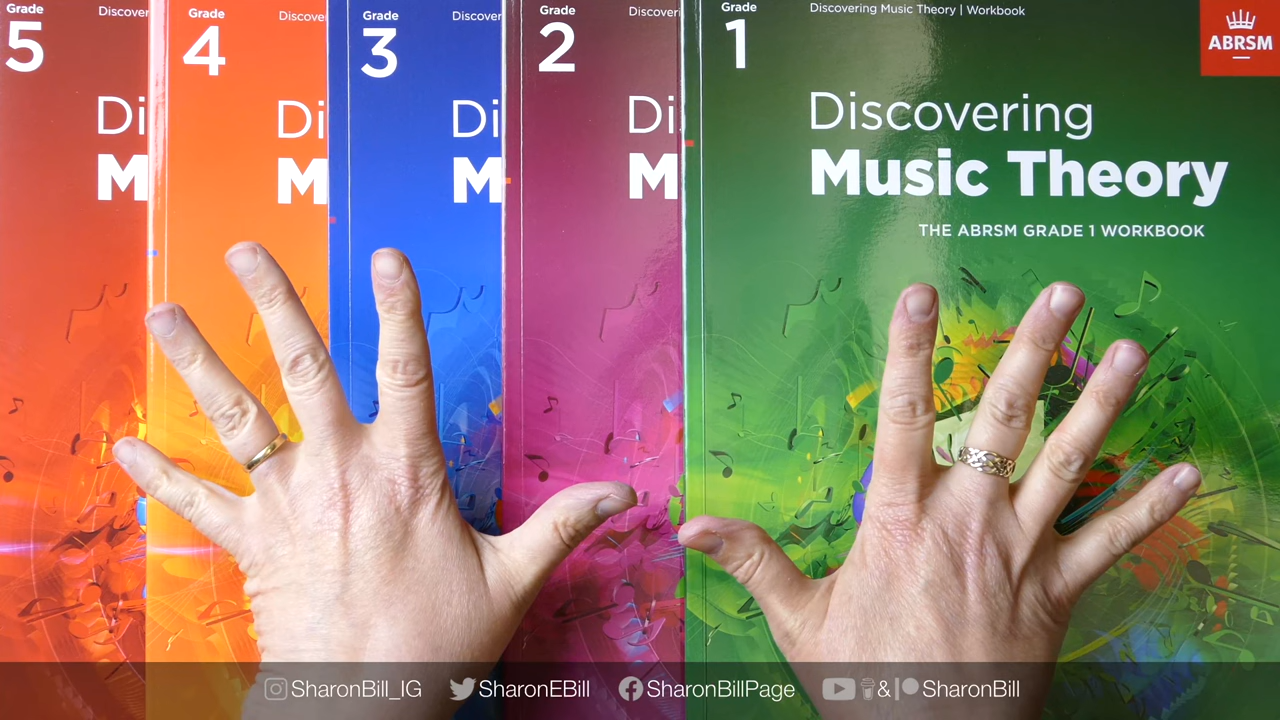 Grade
5
Discover
Di
M
Grade
4
Discover
Di
M
Grade
3
Discover
Di
M
Grade
2
Discover
Di
M
Grade
1
Discovering Music Theory | Workbook
ABRSM
Discovering
Music Theory
THE ABRSM GRADE 1 WORKBOOK
SharonBill_IG SharonEBill SharonBillPage & SharonBill